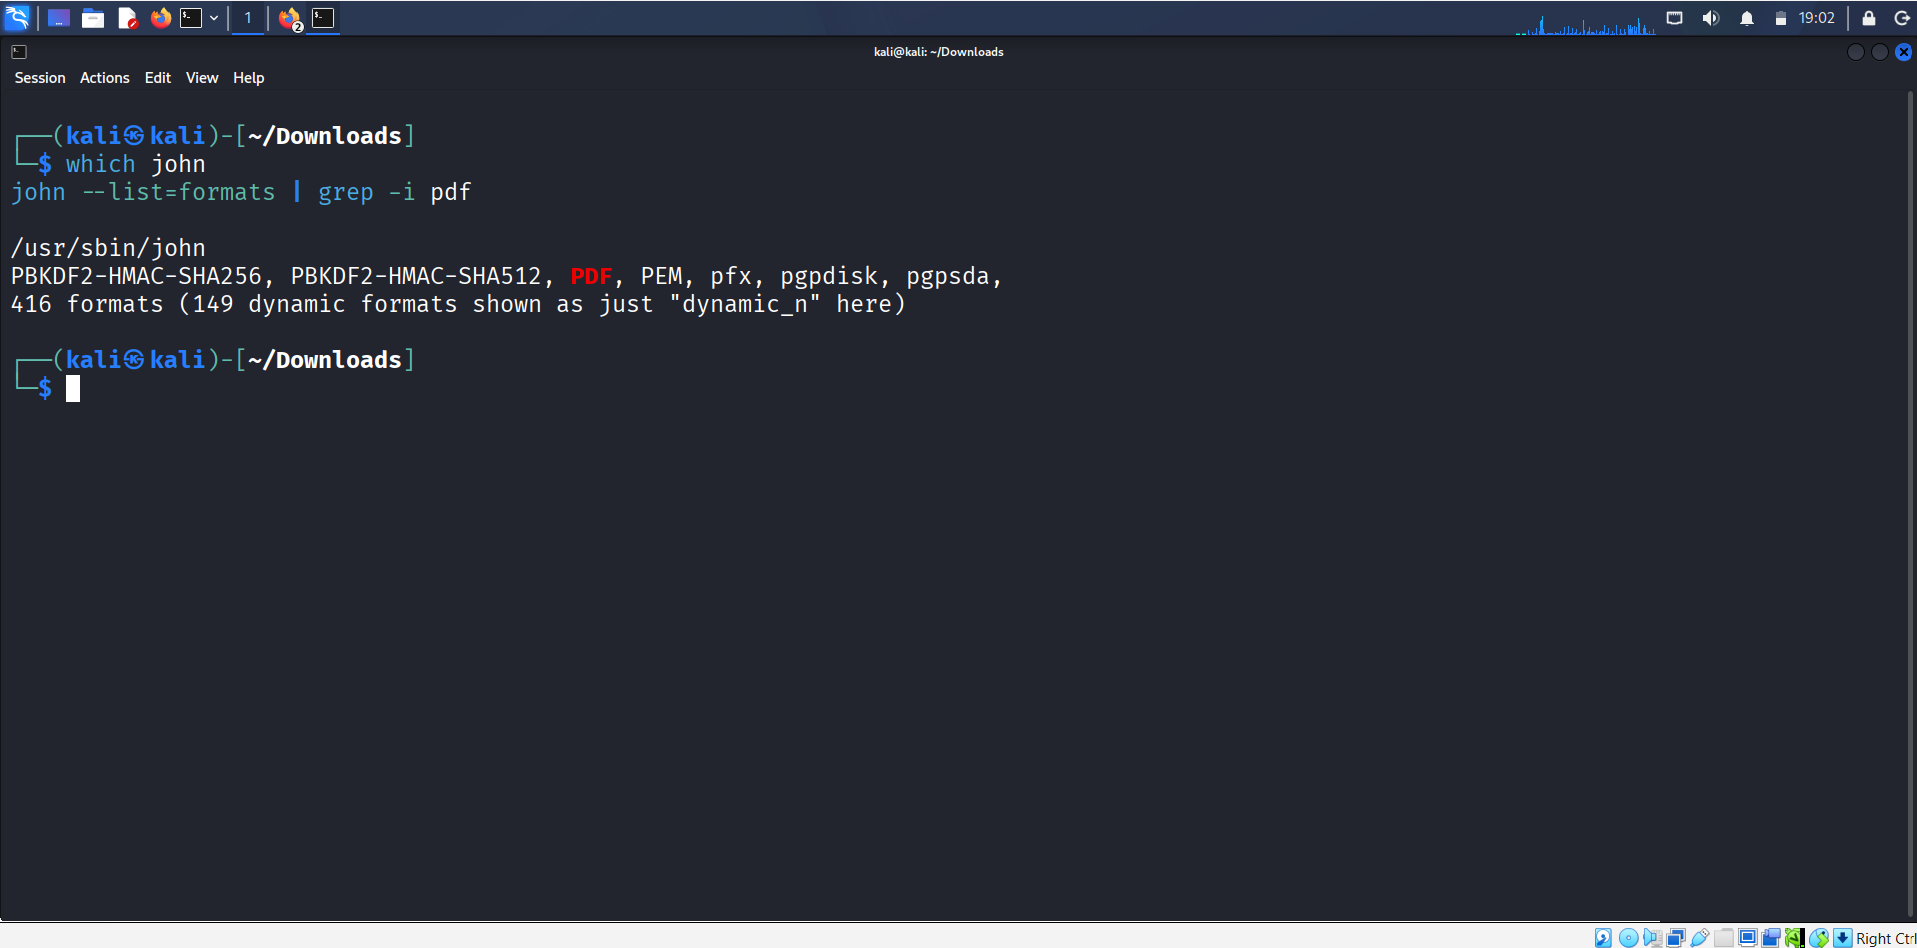 1
2
19:02
kali@kali: ~/Downloads
Session Actions Edit View Help
┌──(kali㉿kali)-[~/Downloads]
└─$ which john
john --list=formats | grep -i pdf
/usr/sbin/john
PBKDF2-HMAC-SHA256, PBKDF2-HMAC-SHA512, PDF, PEM, pfx, pgpdisk, pgpsda,
416 formats (149 dynamic formats shown as just "dynamic_n" here)
┌──(kali㉿kali)-[~/Downloads]
└─$
Right Ctrl